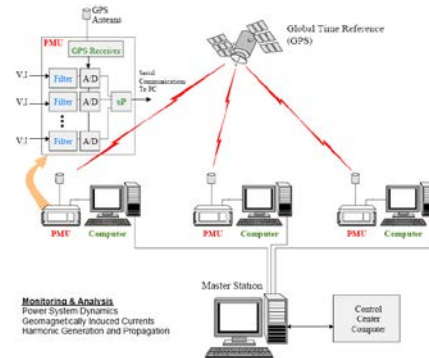 GPS
Antenna
PMU
GPS Receiver
Global Time Reference
(GPS)
Serial
Communications
To PC
V,I
Filter
A/D
V,I
Filter
A/D
uP
V,I
Filter
A/D
PMU
Computer
PMU
Computer
PMU
Computer
Master Station
Monitoring & Analysis
Power System Dynamics
Geomagnetically Induced Currents
Harmonic Generation and Propagation
Control
Center
Computer